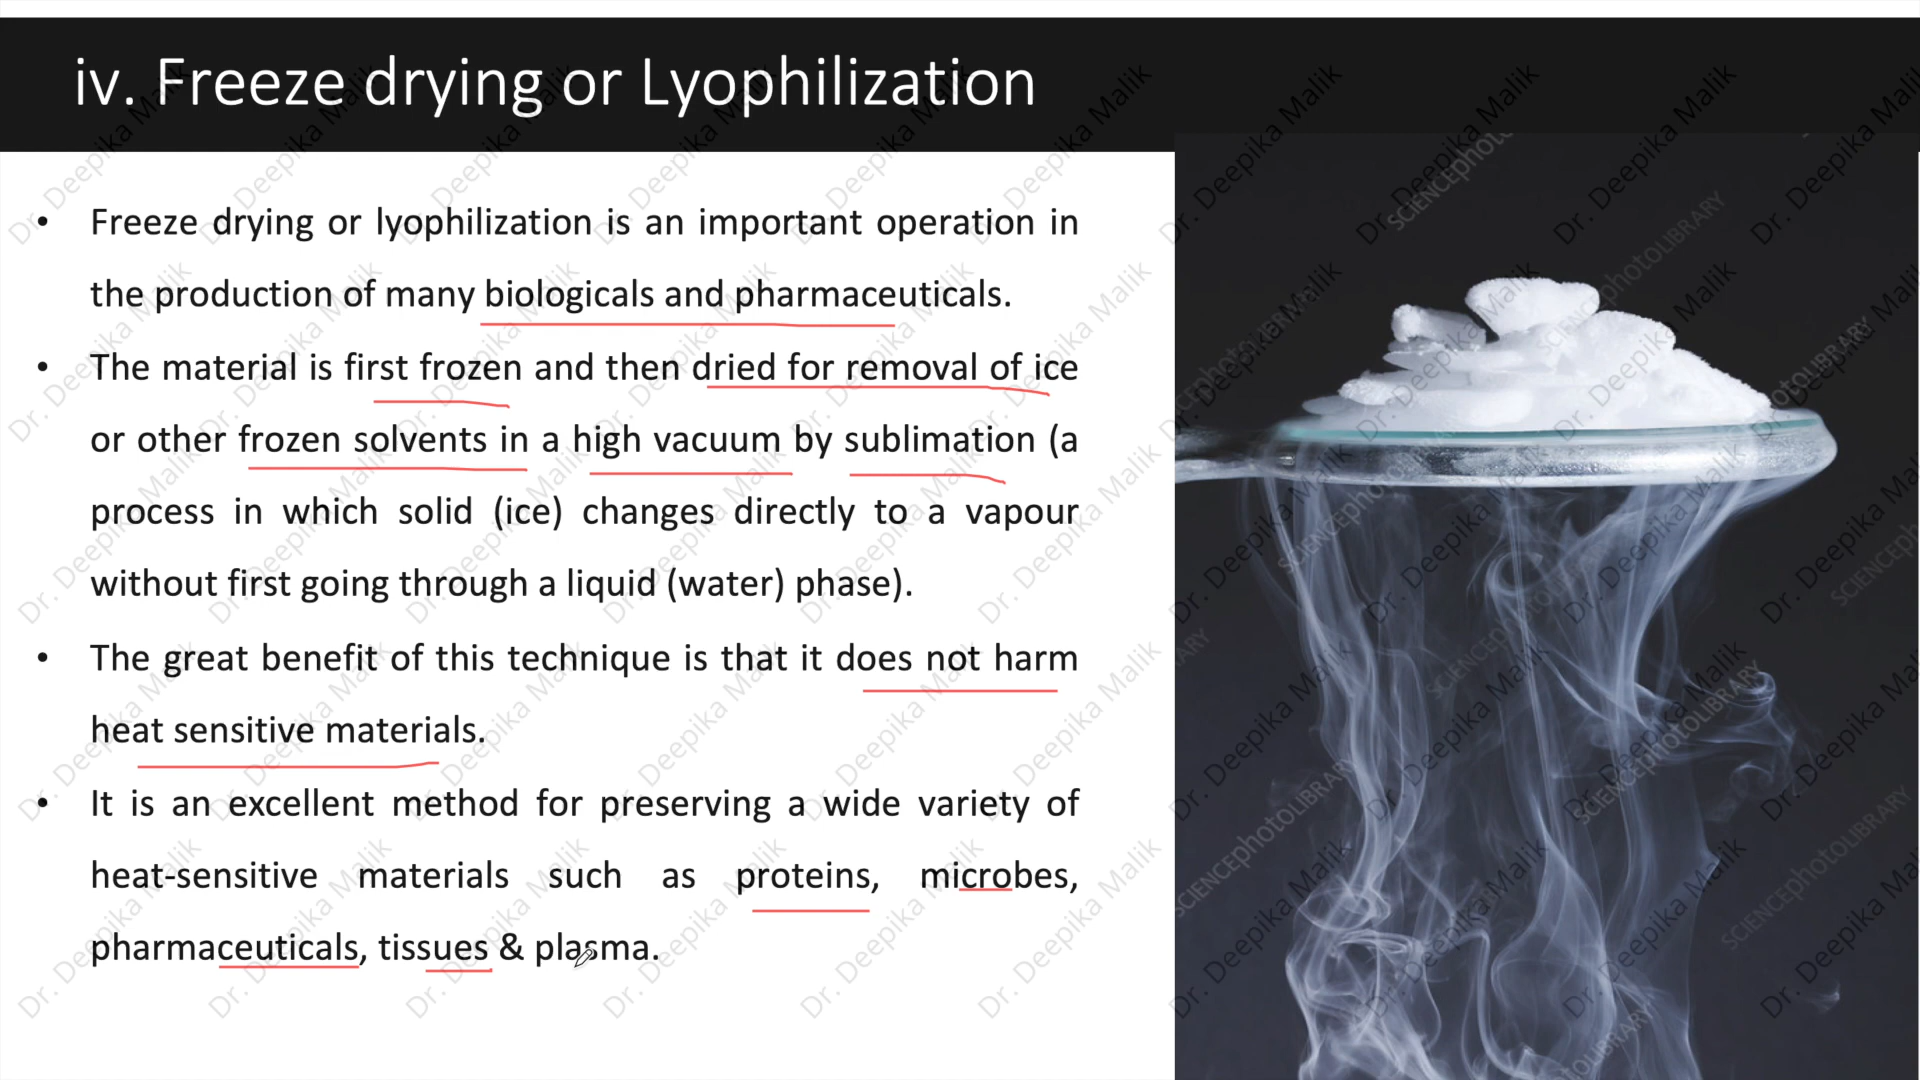 iv. Freeze drying or Lyophilization
• Freeze drying or lyophilization is an important operation in
the production of many biologicals and pharmaceuticals.
• The material is first frozen and then dried for removal of ice
or other frozen solvents in a high vacuum by sublimation (a
process in which solid (ice) changes directly to a vapour
without first going through a liquid (water) phase).
• The great benefit of this technique is that it does not harm
heat sensitive materials.
• It is an excellent method for preserving a wide variety of
heat-sensitive materials such as proteins, microbes,
pharmaceuticals, tissues & plasma.
Dr. Deepika Malik
SCIENCEphotoLIBRARY